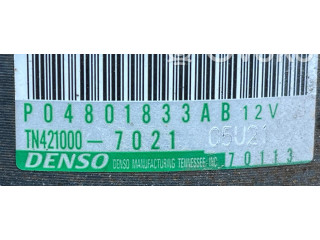 P04801833AB 12V
TN421000-7021 C5U21
DENSO DENSO MANUFACTURING TENNESSEE, INC. 70113